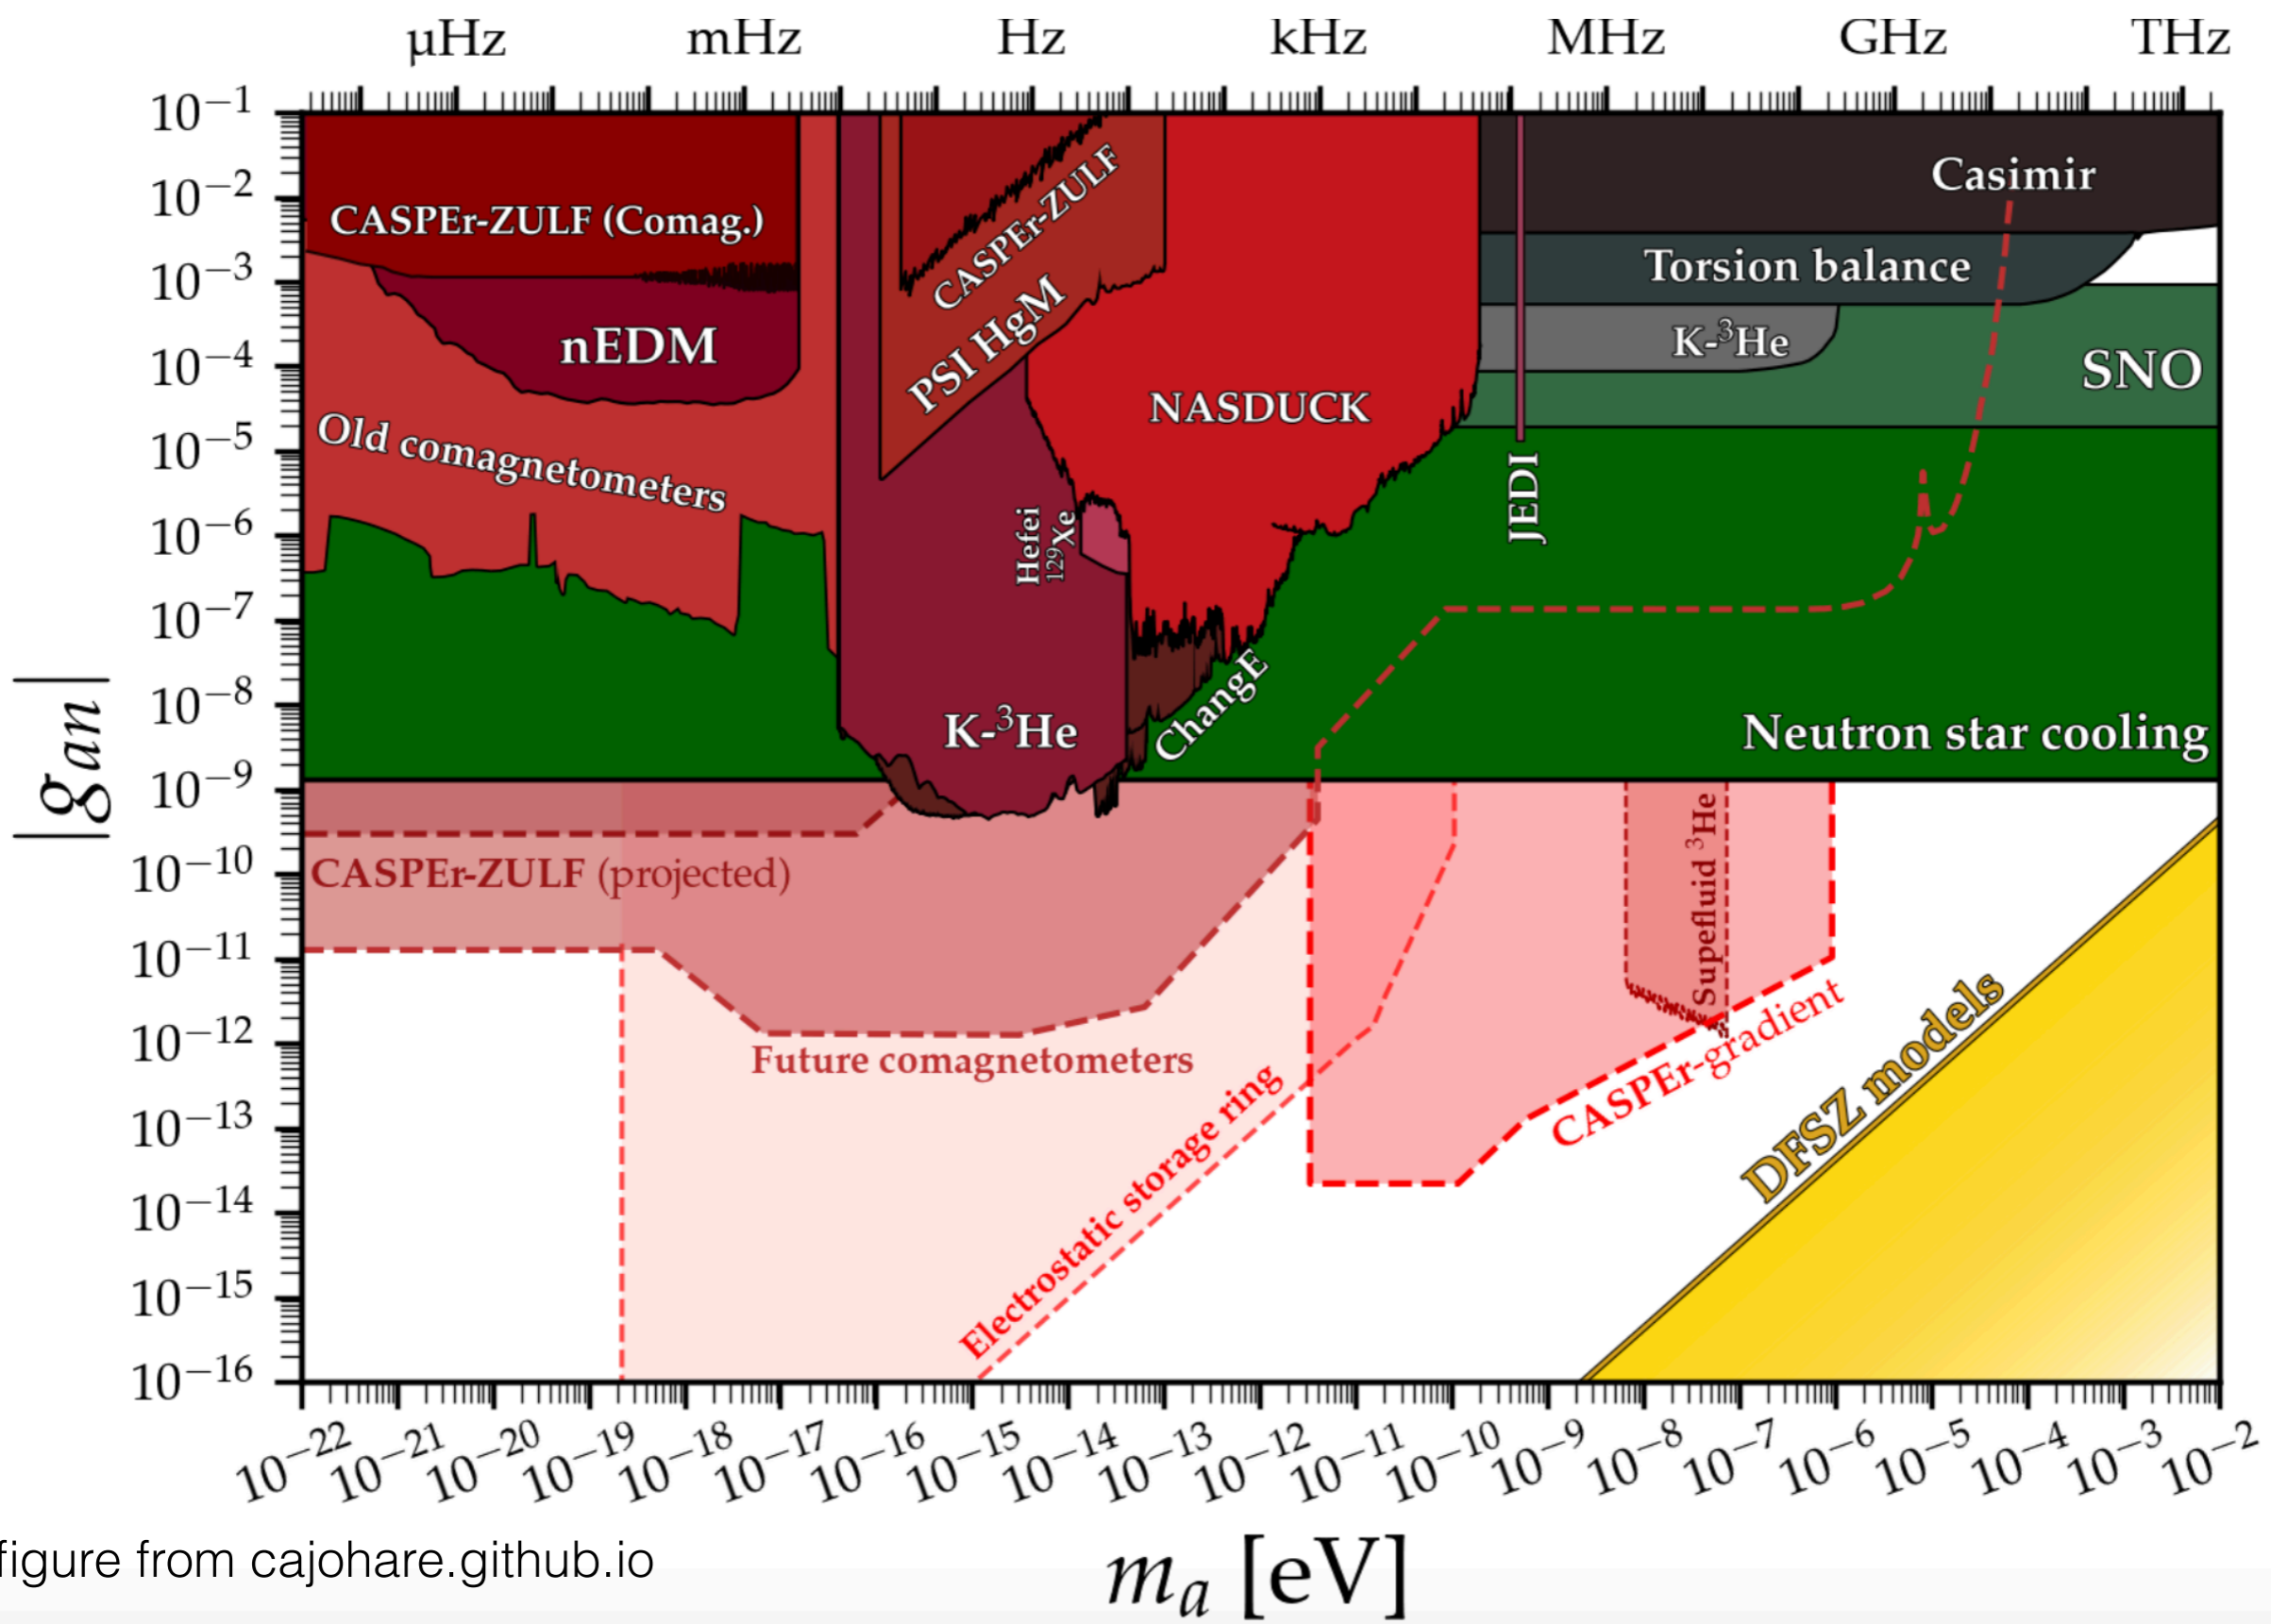 μHz mHz Hz kHz MHz GHz THz
10−1
10−2
10−3
10−4
10−5
10−6
10−7
10−8
10−9
10−10
10−11
10−12
10−13
10−14
10−15
10−16
|gan|
CASPEr-ZULF (Comag.)
nEDM
Old comagnetometers
CASPEr-ZULF
PSI HgM
NASDUCK
Hefei
129Xe
K-3He
ChangE
Casimir
Torsion balance
K-3He
SNO
JEDI
Neutron star cooling
CASPEr-ZULF (projected)
Future comagnetometers
Electrostatic storage ring
Supefluid 3He
CASPEr-gradient
DFSZ models
10−22 10−21 10−20 10−19 10−18 10−17 10−16 10−15 10−14 10−13 10−12 10−11 10−10 10−9 10−8 10−7 10−6 10−5 10−4 10−3 10−2
ma [eV]
figure from cajohare.github.io